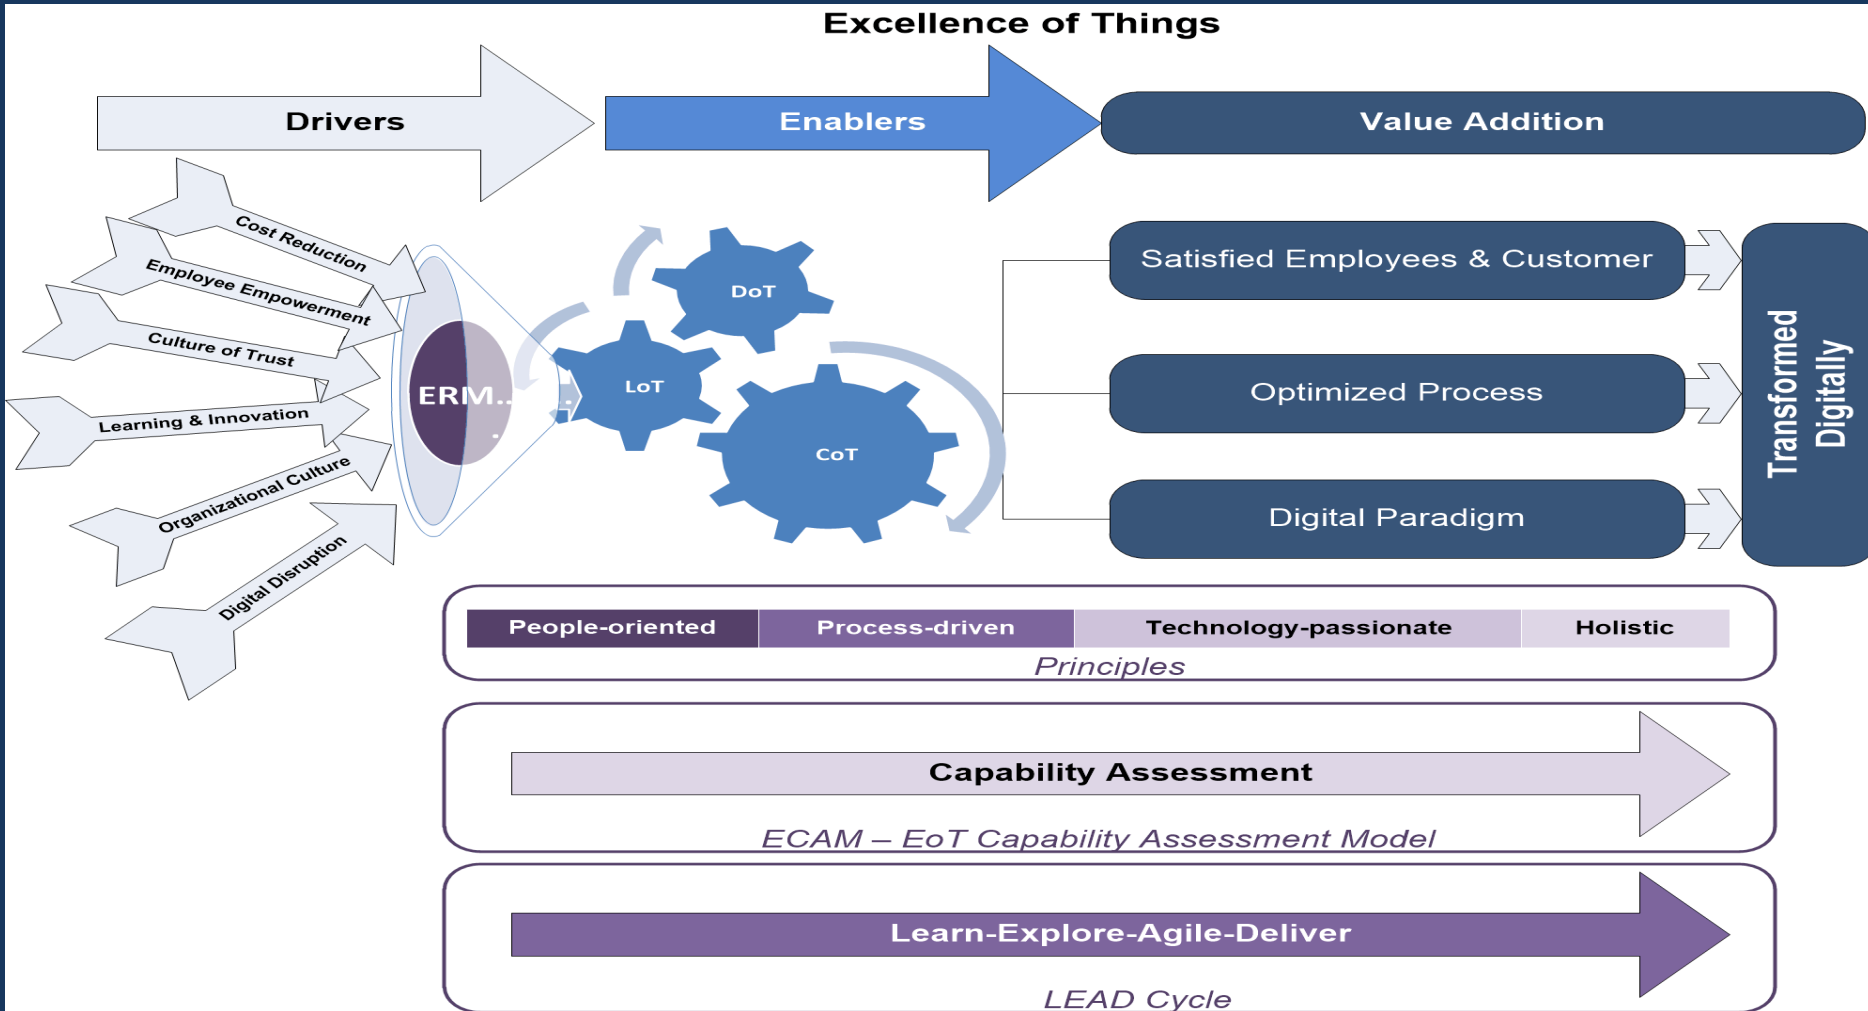 Excellence of Things
Drivers
Enablers
Value Addition
Cost Reduction
Employee Empowerment
Culture of Trust
Learning & Innovation
Organizational Culture
Digital Disruption
ERM...
DoT
LoT
CoT
Satisfied Employees & Customer
Optimized Process
Digital Paradigm
Transformed
Digitally
People-oriented
Process-driven
Technology-passionate
Holistic
Principles
Capability Assessment
ECAM – EoT Capability Assessment Model
Learn-Explore-Agile-Deliver
LEAD Cycle